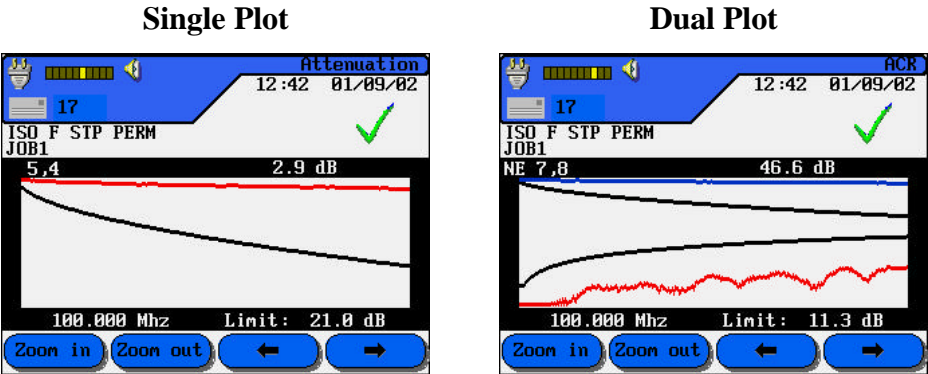 Single Plot
Attenuation
12:42 01/09/02
17
ISO F STP PERM
JOB1
5,4 2.9 dB
100.000 Mhz Limit: 21.0 dB
Zoom in Zoom out
Dual Plot
ACR
12:42 01/09/02
17
ISO F STP PERM
JOB1
NE 7,8 46.6 dB
100.000 Mhz Limit: 11.3 dB
Zoom in Zoom out